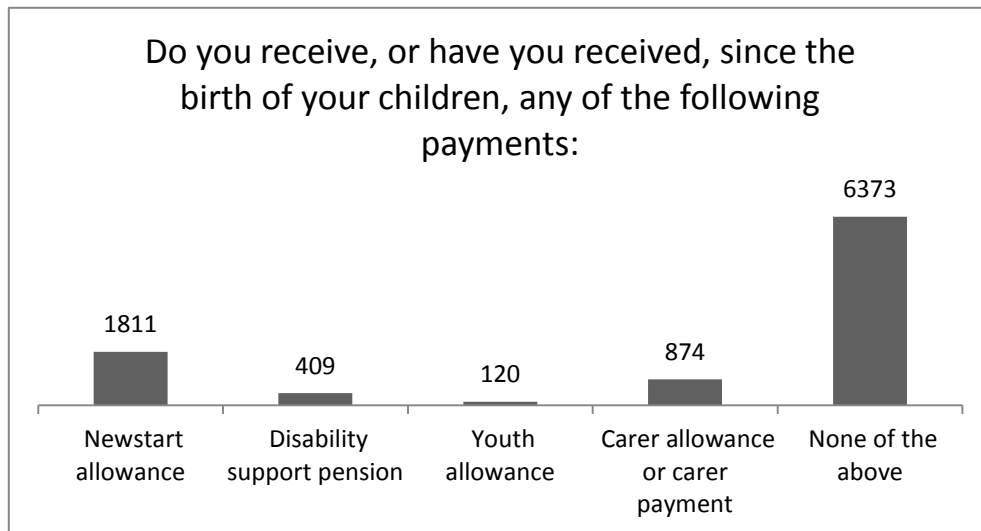 Do you receive, or have you received, since the
birth of your children, any of the following
payments:
6373
1811
409
120
874
Newstart
allowance
Disability
support pension
Youth
allowance
Carer allowance
or carer
payment
None of the
above